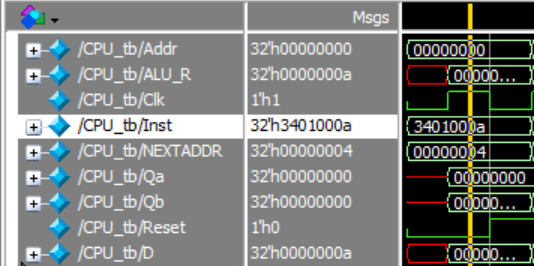 Msgs
/CPU_tb/Addr 32'h00000000 00000000
/CPU_tb/ALU_R 32'h0000000a 00000...
/CPU_tb/Clk 1'h1
/CPU_tb/Inst 32'h3401000a 3401000a
/CPU_tb/NEXTADDR 32'h00000004 00000004
/CPU_tb/Qa 32'h00000000 00000000
/CPU_tb/Qb 32'h00000000 00000...
/CPU_tb/Reset 1'h0
/CPU_tb/D 32'h0000000a 00000...